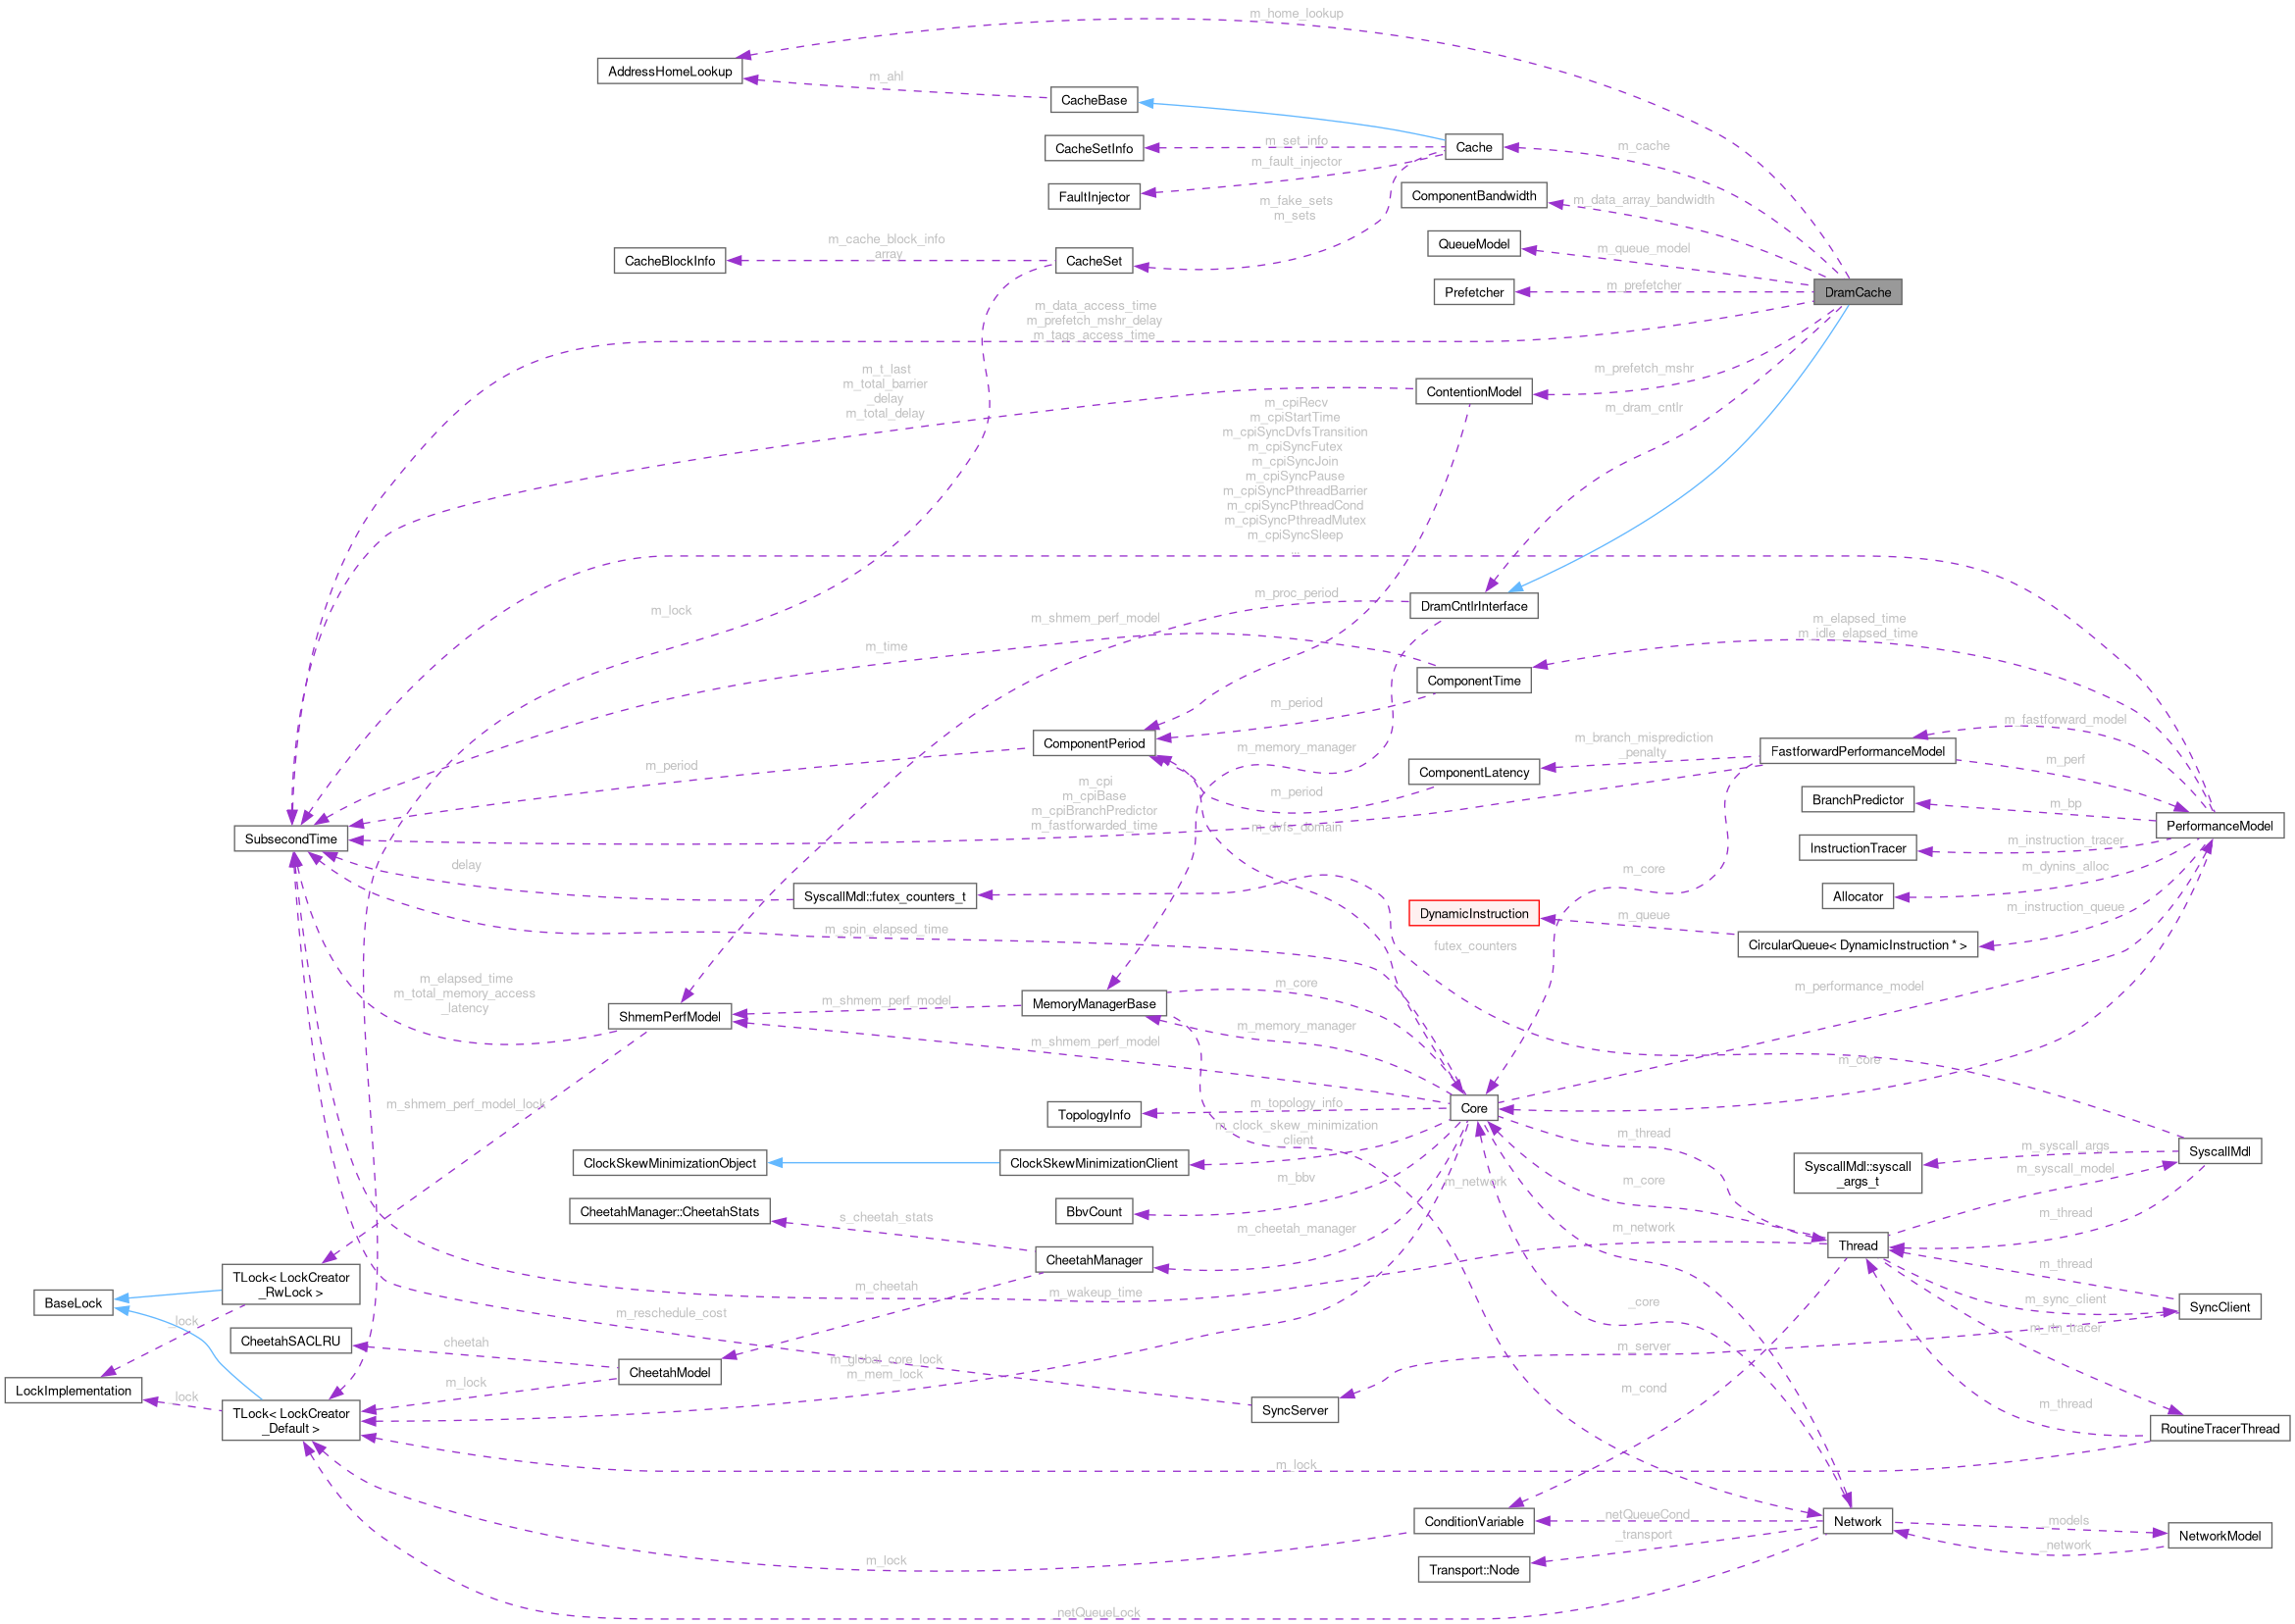 m_home_lookup
AddressHomeLookup
m_ahl
CacheBase
CacheSetInfo
m_set_info
m_fault_injector
Cache
m_cache
FaultInjector
m_fake_sets
m_sets
ComponentBandwidth
m_data_array_bandwidth
QueueModel
m_queue_model
CacheBlockInfo
m_cache_block_info
_array
CacheSet
Prefetcher
m_prefetcher
DramCache
m_data_access_time
m_prefetch_mshr_delay
m_tags_access_time
m_t_last
m_total_barrier
_delay
m_total_delay
ContentionModel
m_prefetch_mshr
m_dram_cntlr
m_cpiRecv
m_cpiStartTime
m_cpiSyncDvfsTransition
m_cpiSyncFutex
m_cpiSyncJoin
m_cpiSyncPause
m_cpiSyncPthreadBarrier
m_cpiSyncPthreadCond
m_cpiSyncPthreadMutex
m_cpiSyncSleep
...
m_lock
m_proc_period
DramCntlrInterface
m_shmem_perf_model
m_time
m_elapsed_time
m_idle_elapsed_time
ComponentTime
m_period
ComponentPeriod
m_period
m_memory_manager
m_fastforward_model
FastforwardPerformanceModel
m_branch_misprediction
_penalty
ComponentLatency
m_period
m_perf
m_cpi
m_cpiBase
m_cpiBranchPredictor
m_fastforwarded_time
m_dvfs_domain
BranchPredictor
m_bp
PerformanceModel
SubsecondTime
InstructionTracer
m_instruction_tracer
m_core
m_dynins_alloc
Allocator
delay
SyscallMdl::futex_counters_t
DynamicInstruction
m_queue
m_instruction_queue
CircularQueue< DynamicInstruction * >
m_spin_elapsed_time
futex_counters
m_elapsed_time
m_total_memory_access
_latency
ShmemPerfModel
m_shmem_perf_model
MemoryManagerBase
m_core
m_memory_manager
m_shmem_perf_model
m_performance_model
m_core
m_shmem_perf_model_lock
TopologyInfo
m_topology_info
Core
m_clock_skew_minimization
_client
m_thread
ClockSkewMinimizationObject
ClockSkewMinimizationClient
m_bbv
m_network
SyscallMdl::syscall
_args_t
m_syscall_args
m_syscall_model
SyscallMdl
m_core
CheetahManager::CheetahStats
s_cheetah_stats
BbvCount
m_cheetah_manager
m_network
m_thread
Thread
CheetahManager
m_cheetah
m_wakeup_time
TLock< LockCreator
_RwLock >
BaseLock
m_thread
m_sync_client
SyncClient
m_reschedule_cost
_core
m_rtn_tracer
_lock
CheetahSACLRU
cheetah
CheetahModel
m_global_core_lock
m_mem_lock
m_server
LockImplementation
_lock
m_lock
TLock< LockCreator
_Default >
SyncServer
m_cond
m_thread
RoutineTracerThread
m_lock
ConditionVariable
netQueueCond
Network
_models
NetworkModel
_transport
_network
m_lock
Transport::Node
netQueueLock